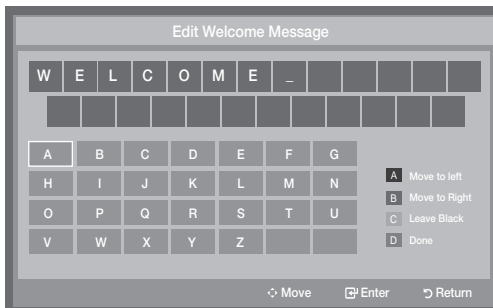 Edit Welcome Message
W E L C O M E _
A B C D E F G
H I J K L M N
O P Q R S T U
V W X Y Z
A Move to left
B Move to Right
C Leave Black
D Done
Move Enter Return